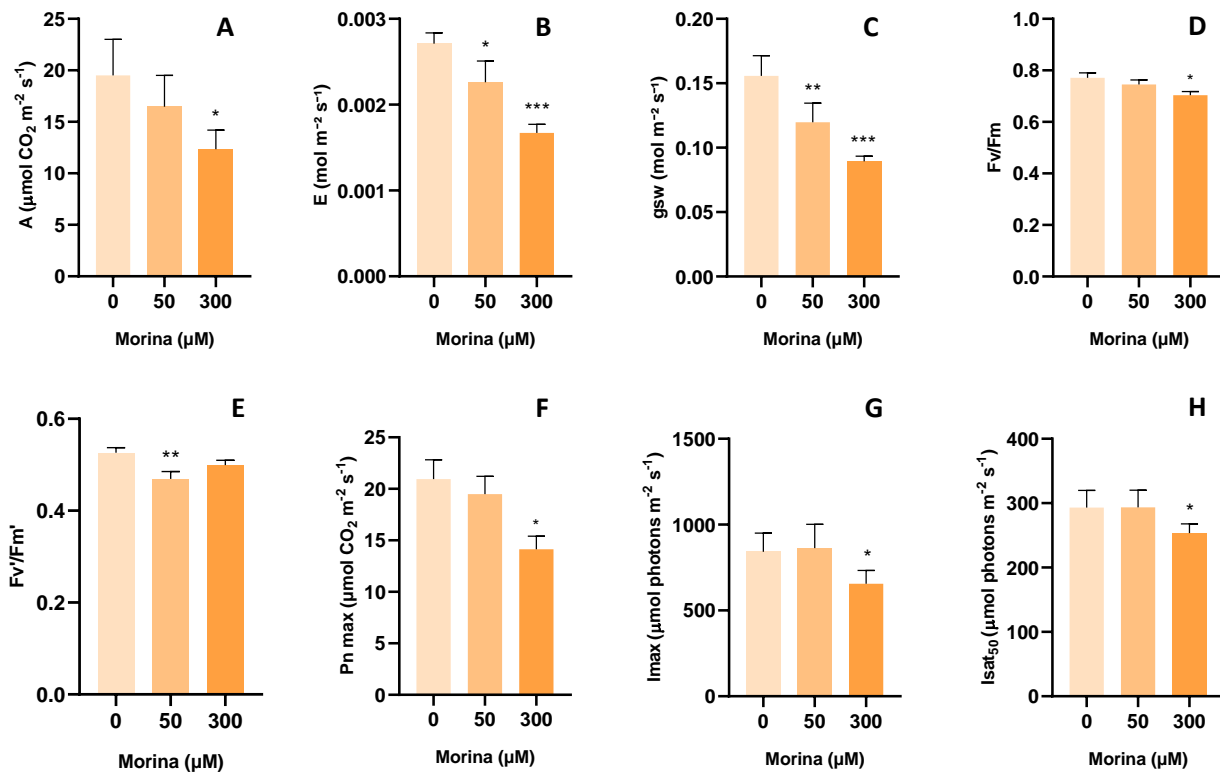 A
A (μmol CO₂ m⁻² s⁻¹)
25
20
15
10
5
0
*
0 50 300
Morina (μM)
B
E (mol m⁻² s⁻¹)
0.003
0.002
0.001
0.000
*
***
0 50 300
Morina (μM)
C
gsw (mol m⁻² s⁻¹)
0.20
0.15
0.10
0.05
0.00
**
***
0 50 300
Morina (μM)
D
Fv/Fm
1.0
0.8
0.6
0.4
0.2
0.0
*
0 50 300
Morina (μM)
E
Fv'/Fm'
0.6
0.4
0.2
0.0
**
0 50 300
Morina (μM)
F
Pn max (μmol CO₂ m⁻² s⁻¹)
25
20
15
10
5
0
*
0 50 300
Morina (μM)
G
Imax (μmol photons m⁻² s⁻¹)
1500
1000
500
0
*
0 50 300
Morina (μM)
H
Isat₅₀ (μmol photons m⁻² s⁻¹)
400
300
200
100
0
*
0 50 300
Morina (μM)